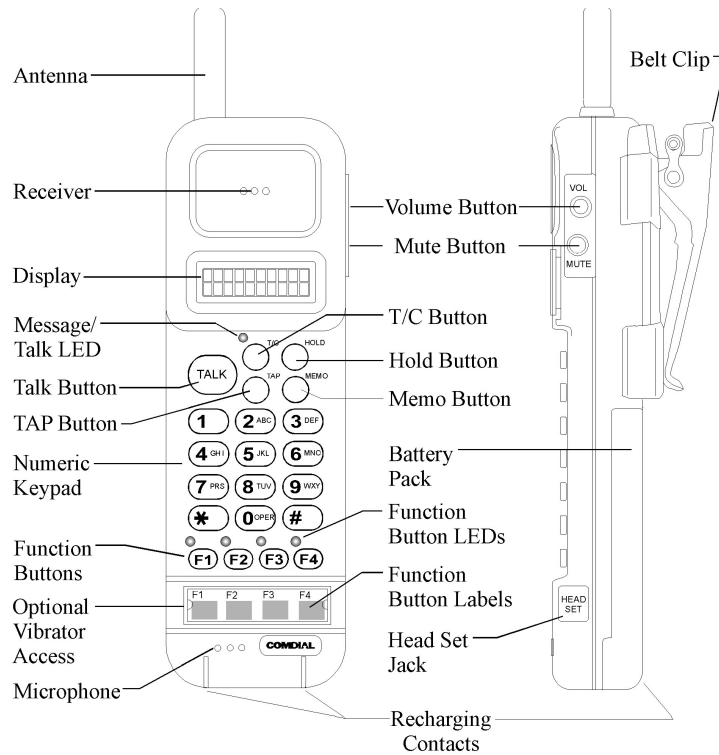 Antenna
Belt Clip
Receiver
VOL
Volume Button
Mute Button
MUTE
Display
Message/
Talk LED
T/C
HOLD
T/C Button
TALK
Hold Button
Talk Button
TAP
MEMO
Memo Button
TAP Button
1
2 ABC
3 DEF
4 GHI
5 JKL
6 MNO
Numeric
Keypad
Battery
Pack
7 PRS
8 TUV
9 WXY
* 0 OPER #
Function
Button LEDs
Function
Buttons
F1 F2 F3 F4
Function
Button Labels
F1 F2 F3 F4
Optional
Vibrator
Access
HEAD
SET
Head Set
Jack
COMDIAL
Microphone
Recharging
Contacts